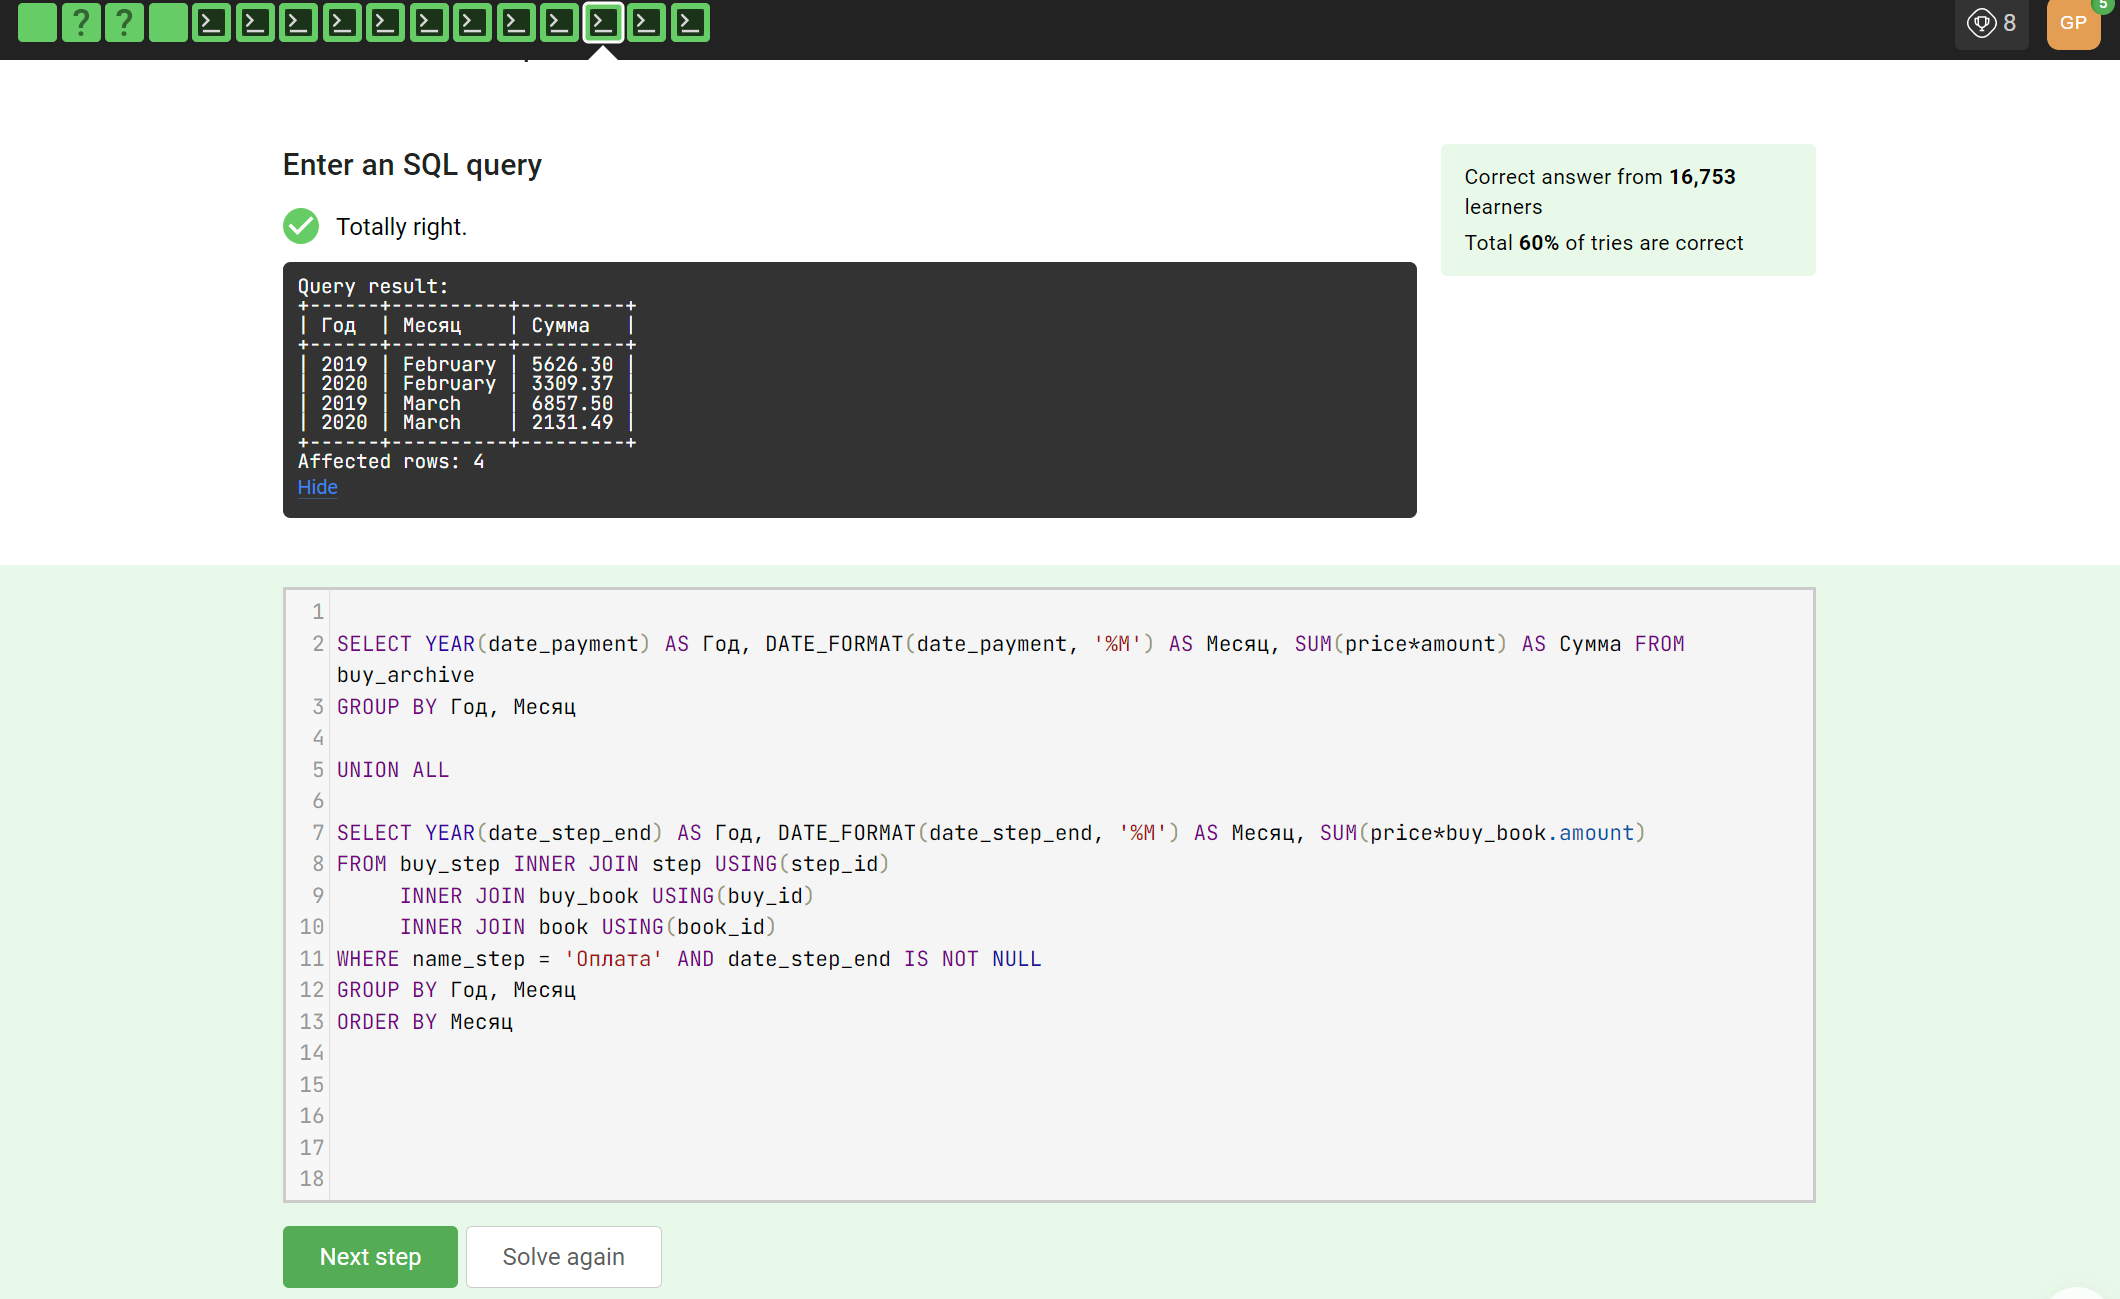 ? ?
8 GP 5
Enter an SQL query
Totally right.
Correct answer from 16,753
learners
Total 60% of tries are correct
Query result:
+------+----------+---------+
| Год  | Месяц    | Сумма   |
+------+----------+---------+
| 2019 | February | 5626.30 |
| 2020 | February | 3309.37 |
| 2019 | March    | 6857.50 |
| 2020 | March    | 2131.49 |
+------+----------+---------+
Affected rows: 4
Hide
1
2 SELECT YEAR(date_payment) AS Год, DATE_FORMAT(date_payment, '%M') AS Месяц, SUM(price*amount) AS Сумма FROM
buy_archive
3 GROUP BY Год, Месяц
4
5 UNION ALL
6
7 SELECT YEAR(date_step_end) AS Год, DATE_FORMAT(date_step_end, '%M') AS Месяц, SUM(price*buy_book.amount)
8 FROM buy_step INNER JOIN step USING(step_id)
9 INNER JOIN buy_book USING(buy_id)
10 INNER JOIN book USING(book_id)
11 WHERE name_step = 'Оплата' AND date_step_end IS NOT NULL
12 GROUP BY Год, Месяц
13 ORDER BY Месяц
14
15
16
17
18
Next step Solve again